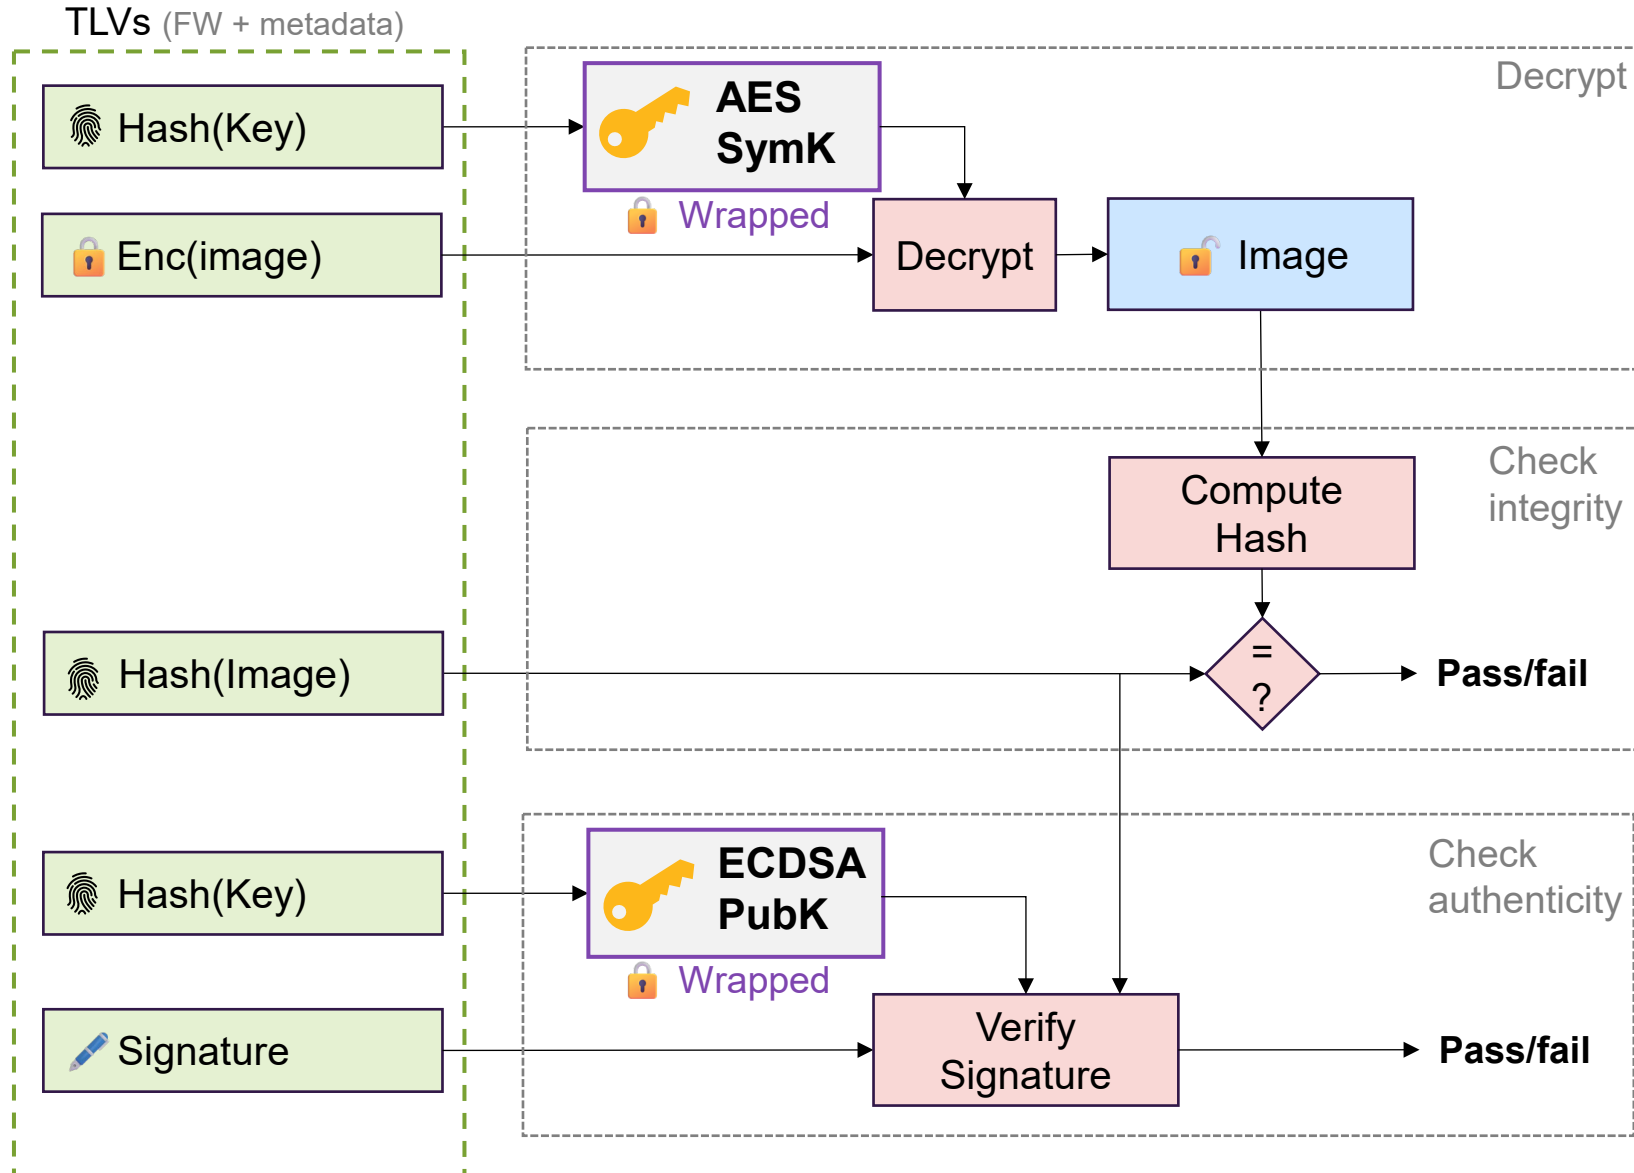 TLVs (FW + metadata)
Decrypt
Hash(Key)
AES
SymK
Wrapped
Enc(image)
Decrypt
Image
Check
integrity
Compute
Hash
Hash(Image)
=
?
Pass/fail
Check
authenticity
Hash(Key)
ECDSA
PubK
Wrapped
Signature
Verify
Signature
Pass/fail